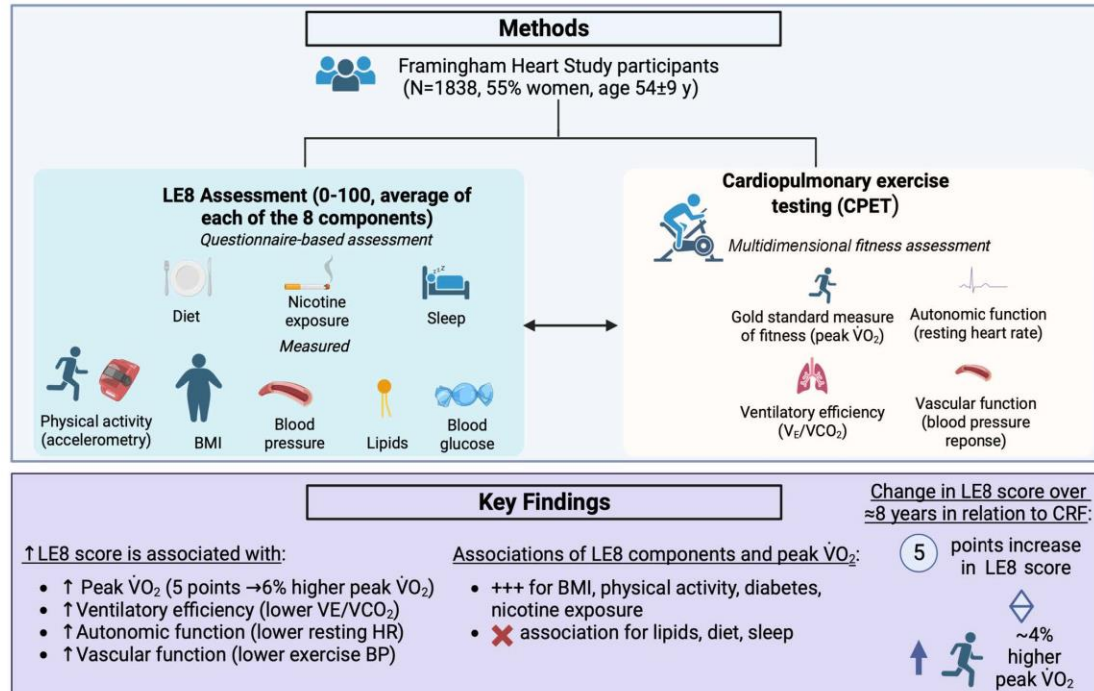 Methods
Framingham Heart Study participants
(N=1838, 55% women, age 54±9 y)
LE8 Assessment (0-100, average of
each of the 8 components)
Questionnaire-based assessment
Diet
Nicotine
exposure
Sleep
Measured
Physical activity
(accelerometry)
BMI
Blood
pressure
Lipids
Blood
glucose
Cardiopulmonary exercise
testing (CPET)
Multidimensional fitness assessment
Gold standard measure
of fitness (peak V̇O₂)
Autonomic function
(resting heart rate)
Ventilatory efficiency
(Vᴇ/VCO₂)
Vascular function
(blood pressure
reponse)
Key Findings
↑LE8 score is associated with:
• ↑ Peak V̇O₂ (5 points →6% higher peak V̇O₂)
• ↑Ventilatory efficiency (lower VE/VCO₂)
• ↑Autonomic function (lower resting HR)
• ↑Vascular function (lower exercise BP)
Associations of LE8 components and peak V̇O₂:
• +++ for BMI, physical activity, diabetes,
nicotine exposure
• ❌ association for lipids, diet, sleep
Change in LE8 score over
≈8 years in relation to CRF:
5 points increase
in LE8 score
~4%
higher
peak V̇O₂